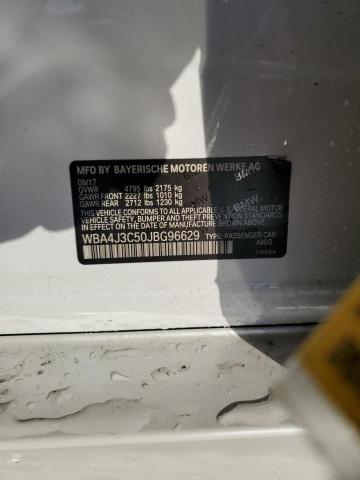 MFD BY BAYERISCHE MOTOREN WERKE AG
09/17
GVWR 4795 lbs 2175 kg
GAWR FRONT 2227 lbs 1010 kg
GAWR REAR 2712 lbs 1230 kg
THIS VEHICLE CONFORMS TO ALL APPLICABLE FEDERAL MOTOR
VEHICLE SAFETY, BUMPER, AND THEFT PREVENTION STANDARDS
IN EFFECT ON THE DATE OF MANUFACTURE SHOWN ABOVE.
WBA4J3C50JBG96629 TYPE: PASSENGER CAR
A96/0